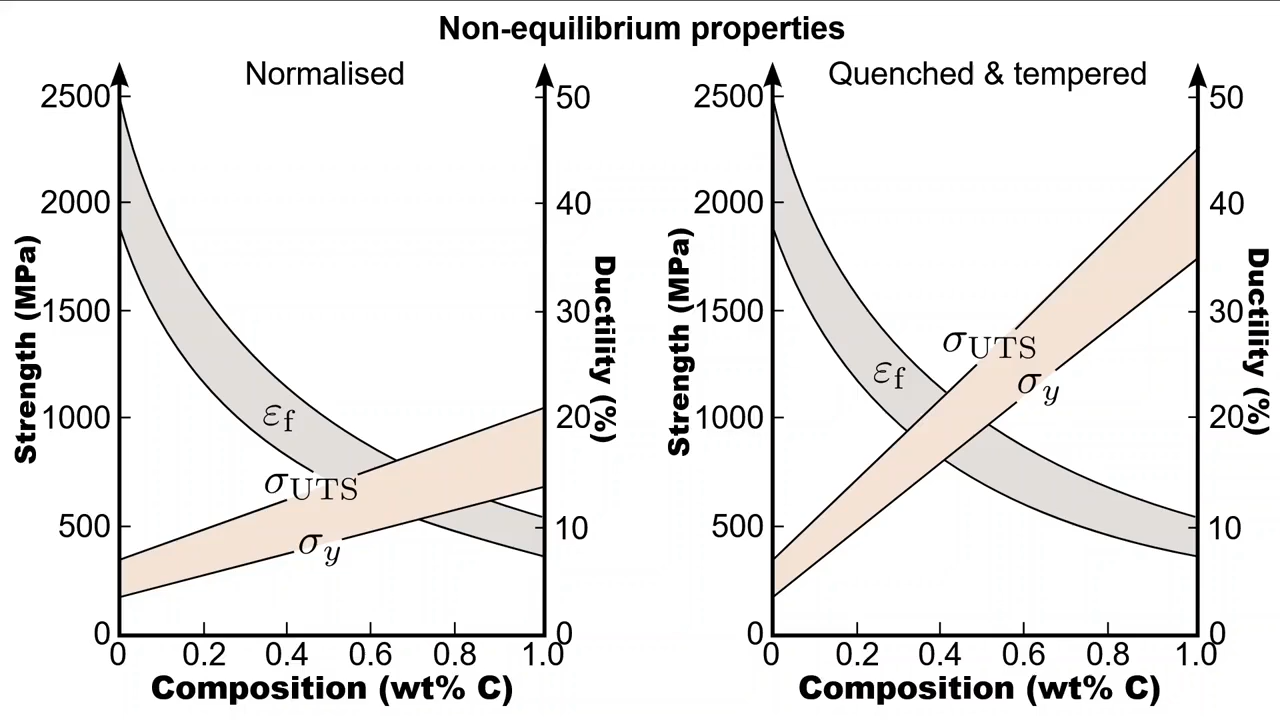 Non-equilibrium properties
Normalised
Strength (MPa)
2500
2000
1500
1000
500
0
50
40
30
20
10
0
Ductility (%)
εf
σUTS
σy
0 0.2 0.4 0.6 0.8 1.0
Composition (wt% C)
Quenched & tempered
Strength (MPa)
2500
2000
1500
1000
500
0
50
40
30
20
10
0
Ductility (%)
σUTS
εf
σy
0 0.2 0.4 0.6 0.8 1.0
Composition (wt% C)